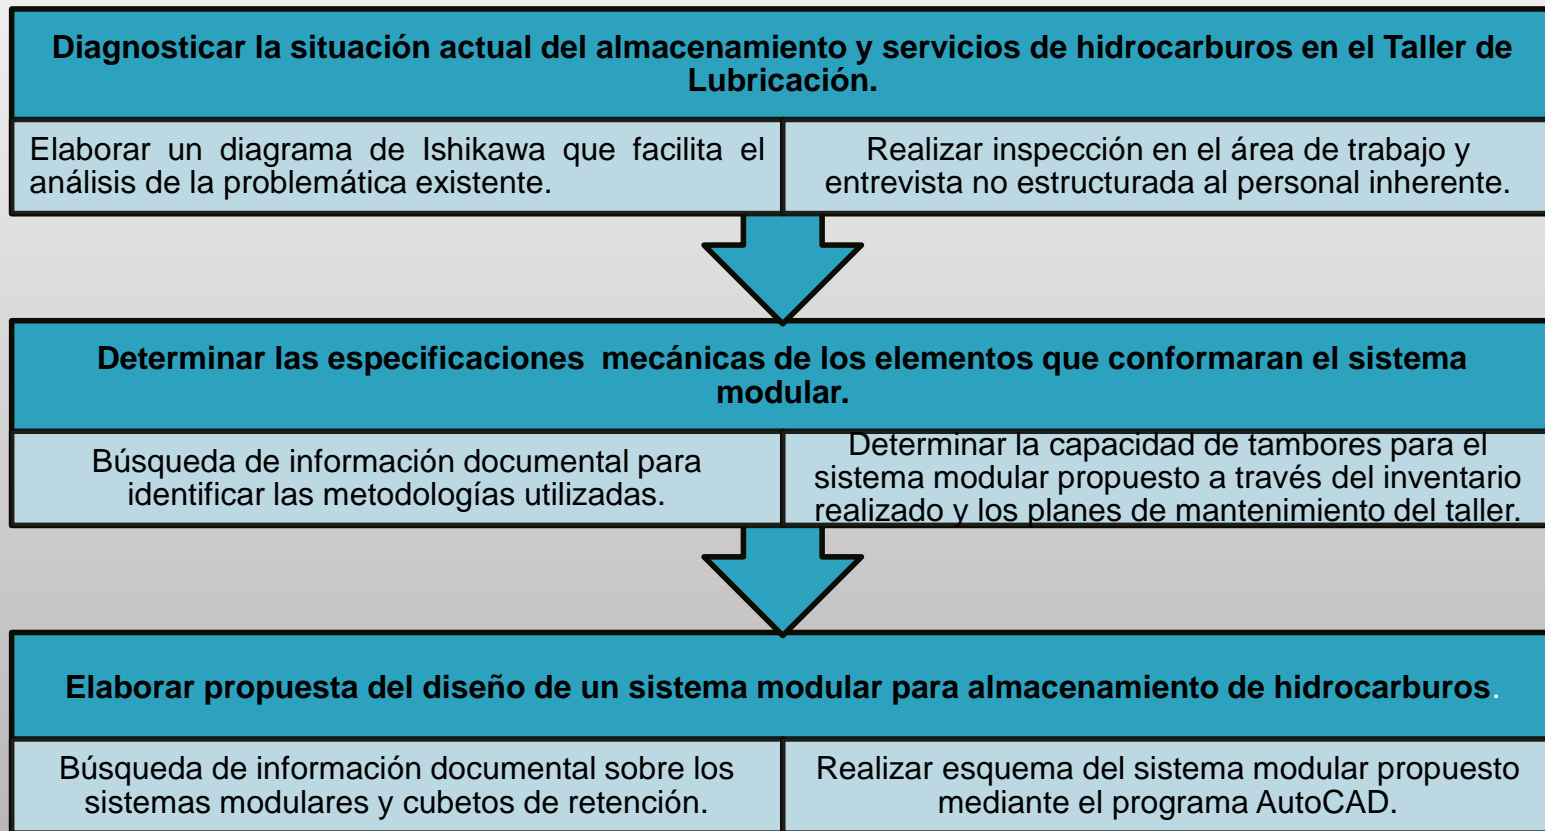 Diagnosticar la situación actual del almacenamiento y servicios de hidrocarburos en el Taller de
Lubricación.
Elaborar un diagrama de Ishikawa que facilita el
análisis de la problemática existente.
Realizar inspección en el área de trabajo y
entrevista no estructurada al personal inherente.
Determinar las especificaciones  mecánicas de los elementos que conformaran el sistema
modular.
Búsqueda de información documental para
identificar las metodologías utilizadas.
Determinar la capacidad de tambores para el
sistema modular propuesto a través del inventario
realizado y los planes de mantenimiento del taller.
Elaborar propuesta del diseño de un sistema modular para almacenamiento de hidrocarburos.
Búsqueda de información documental sobre los
sistemas modulares y cubetos de retención.
Realizar esquema del sistema modular propuesto
mediante el programa AutoCAD.